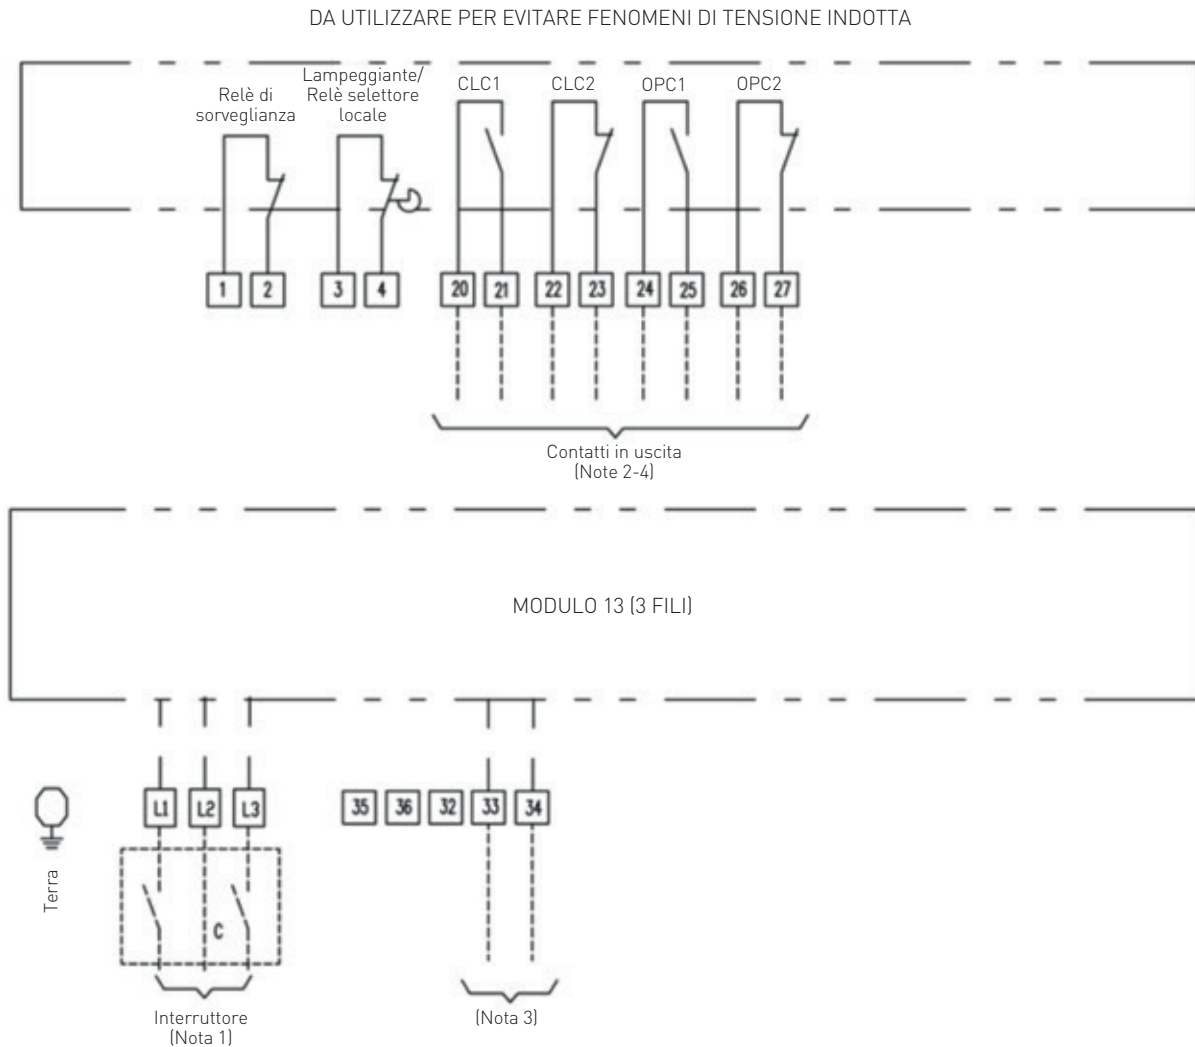 DA UTILIZZARE PER EVITARE FENOMENI DI TENSIONE INDOTTA
Relè di
sorveglianza
Lampeggiante/
Relè selettore
locale
CLC1
CLC2
OPC1
OPC2
1 2 3 4 20 21 22 23 24 25 26 27
Contatti in uscita
(Note 2-4)
MODULO 13 (3 FILI)
L1 L2 L3 35 36 32 33 34
Terra
C
Interruttore
(Nota 1)
(Nota 3)